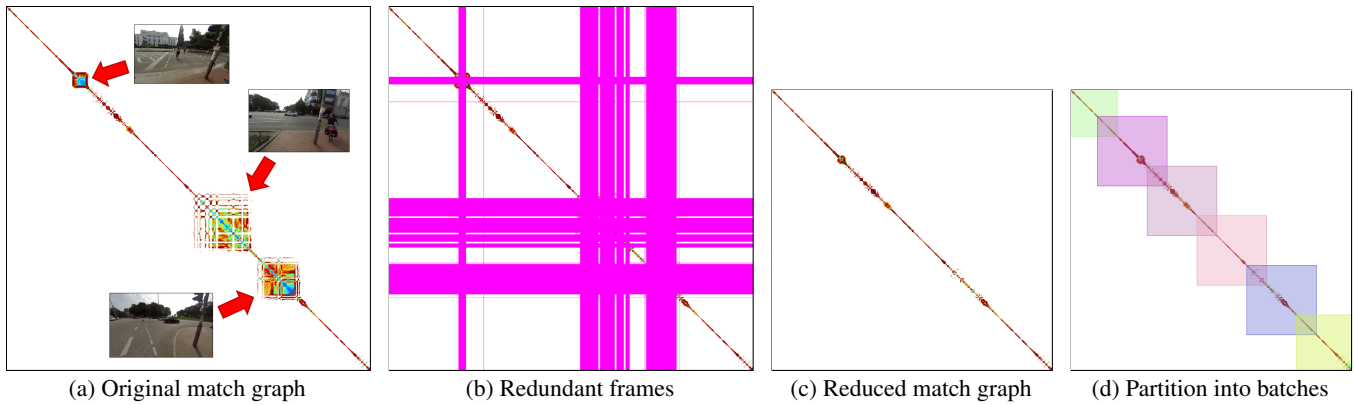 (a) Original match graph
(b) Redundant frames
(c) Reduced match graph
(d) Partition into batches